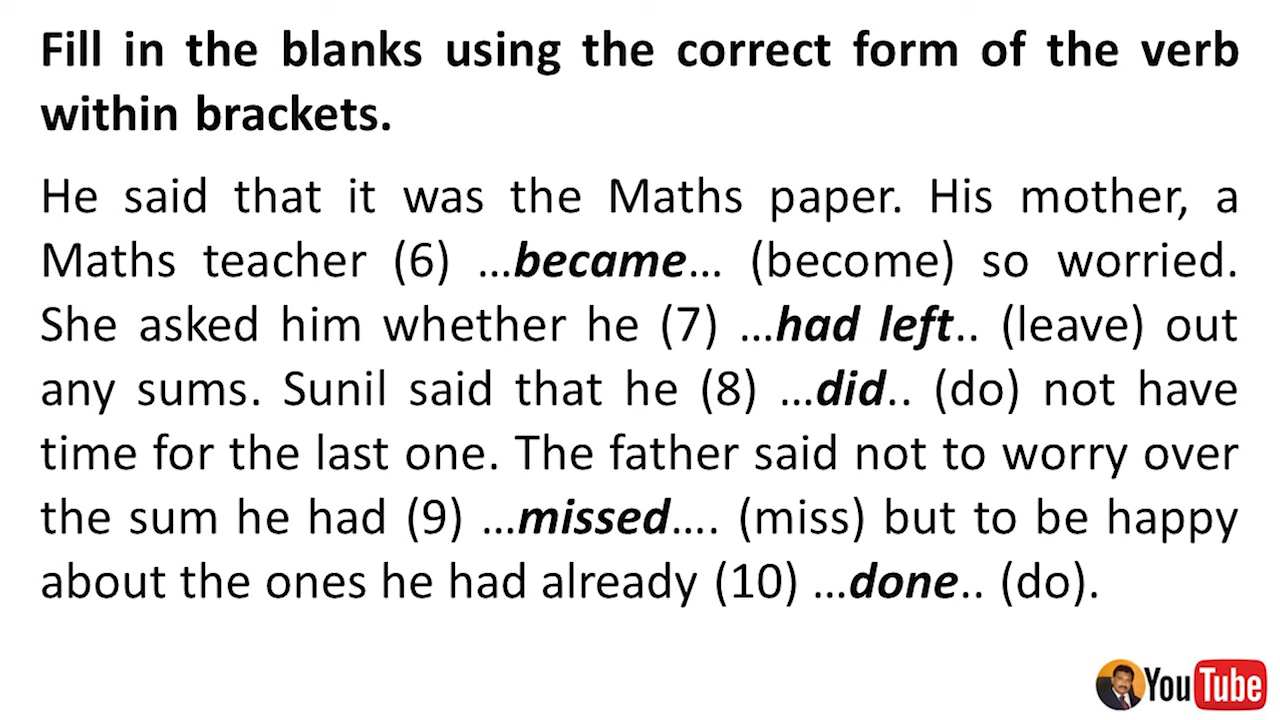 Fill in the blanks using the correct form of the verb
within brackets.
He said that it was the Maths paper. His mother, a
Maths teacher (6) ...became... (become) so worried.
She asked him whether he (7) ...had left.. (leave) out
any sums. Sunil said that he (8) ...did.. (do) not have
time for the last one. The father said not to worry over
the sum he had (9) ...missed.... (miss) but to be happy
about the ones he had already (10) ...done.. (do).
YouTube